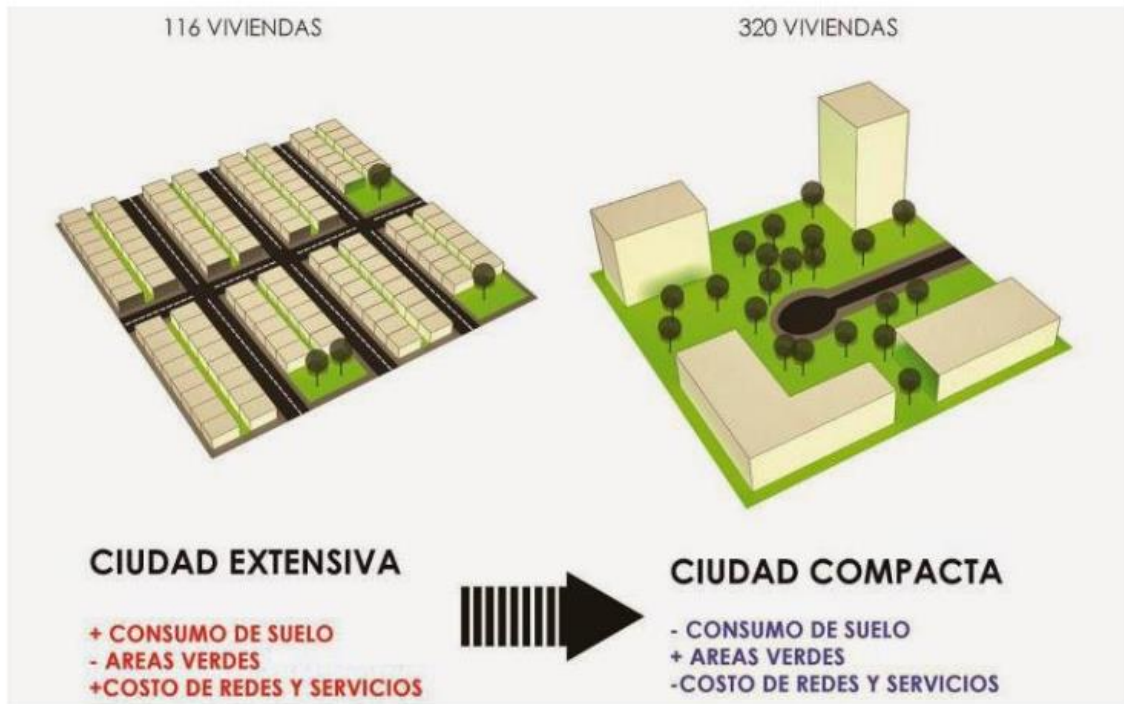 116 VIVIENDAS
320 VIVIENDAS
CIUDAD EXTENSIVA
+ CONSUMO DE SUELO
- AREAS VERDES
+COSTO DE REDES Y SERVICIOS
CIUDAD COMPACTA
- CONSUMO DE SUELO
+ AREAS VERDES
-COSTO DE REDES Y SERVICIOS